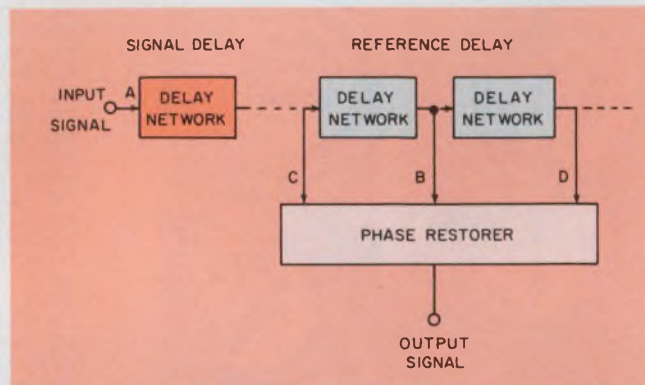 SIGNAL DELAY
REFERENCE DELAY
INPUT
SIGNAL
A
DELAY
NETWORK
DELAY
NETWORK
DELAY
NETWORK
C
B
D
PHASE RESTORER
OUTPUT
SIGNAL